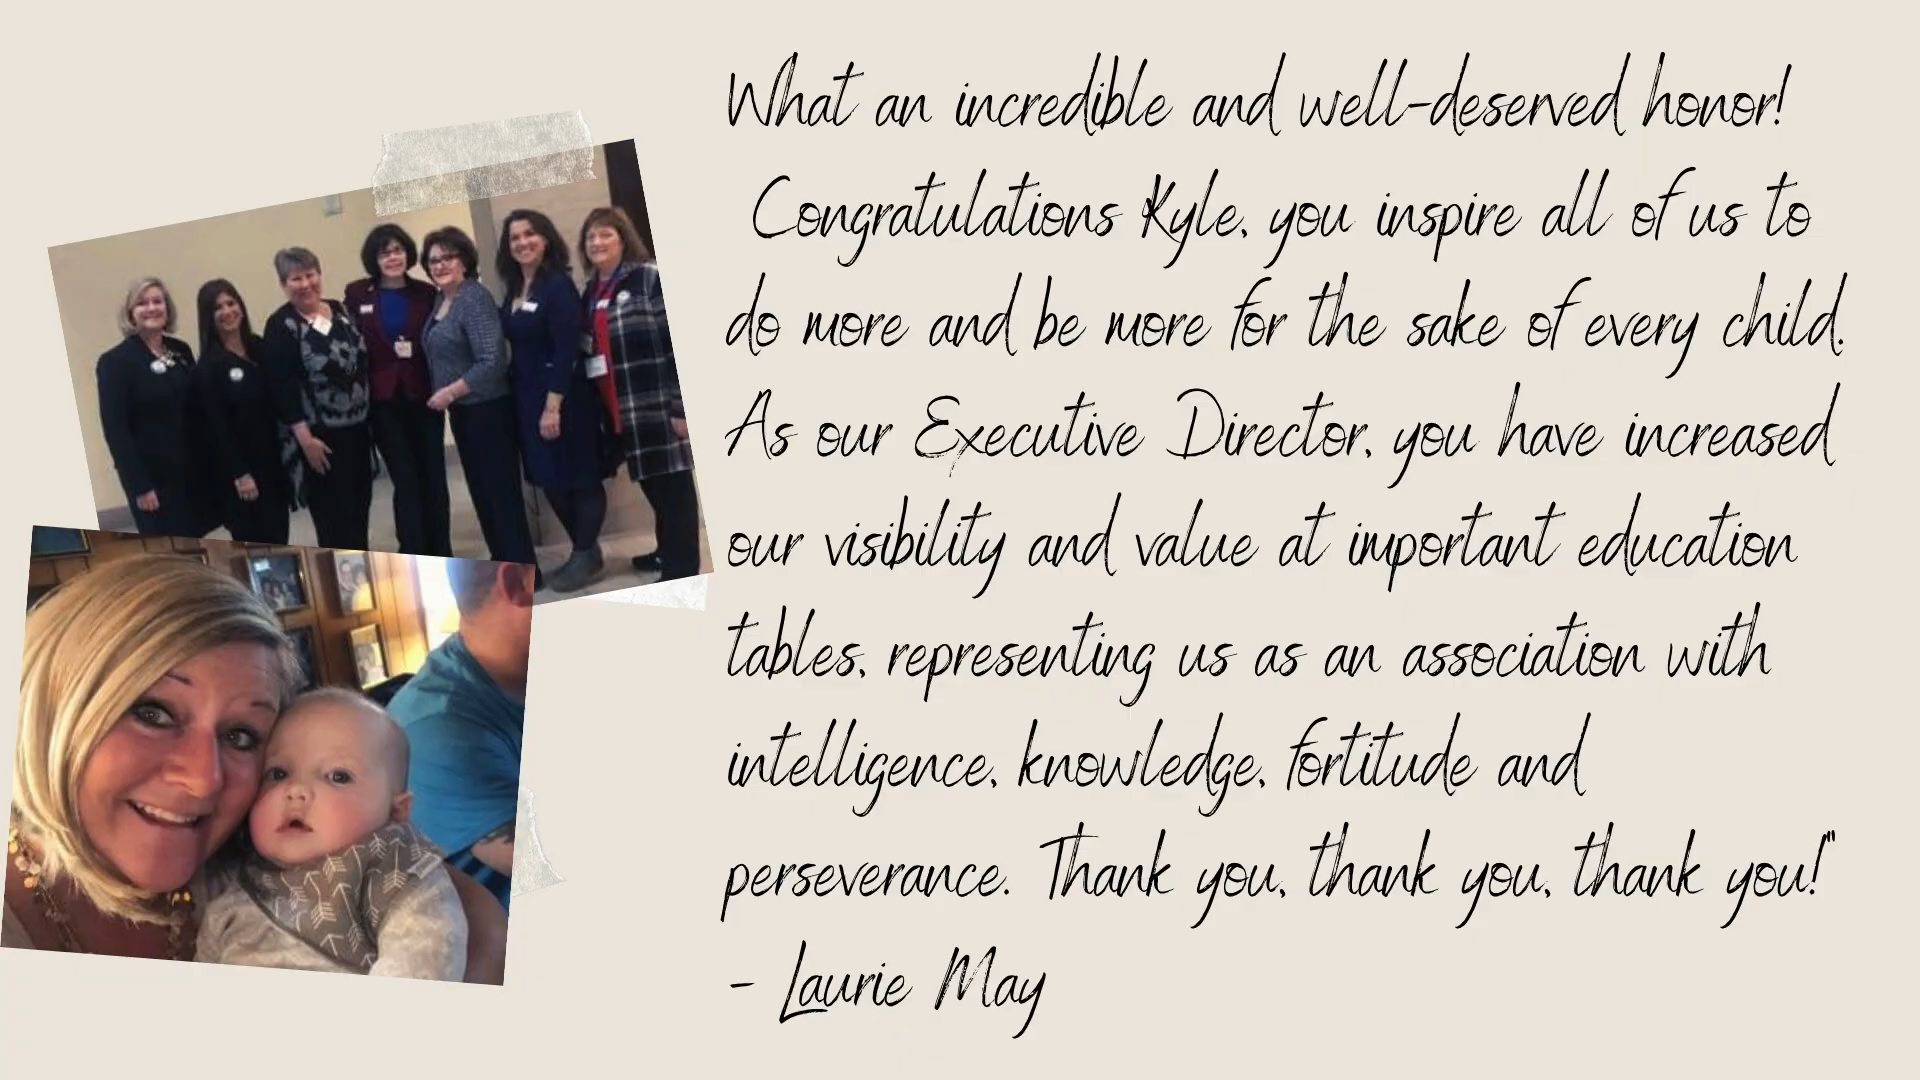 What an incredible and well-deserved honor!
Congratulations Kyle, you inspire all of us to
do more and be more for the sake of every child.
As our Executive Director, you have increased
our visibility and value at important education
tables, representing us as an association with
intelligence, knowledge, fortitude and
perseverance. Thank you, thank you, thank you!"
- Laurie May